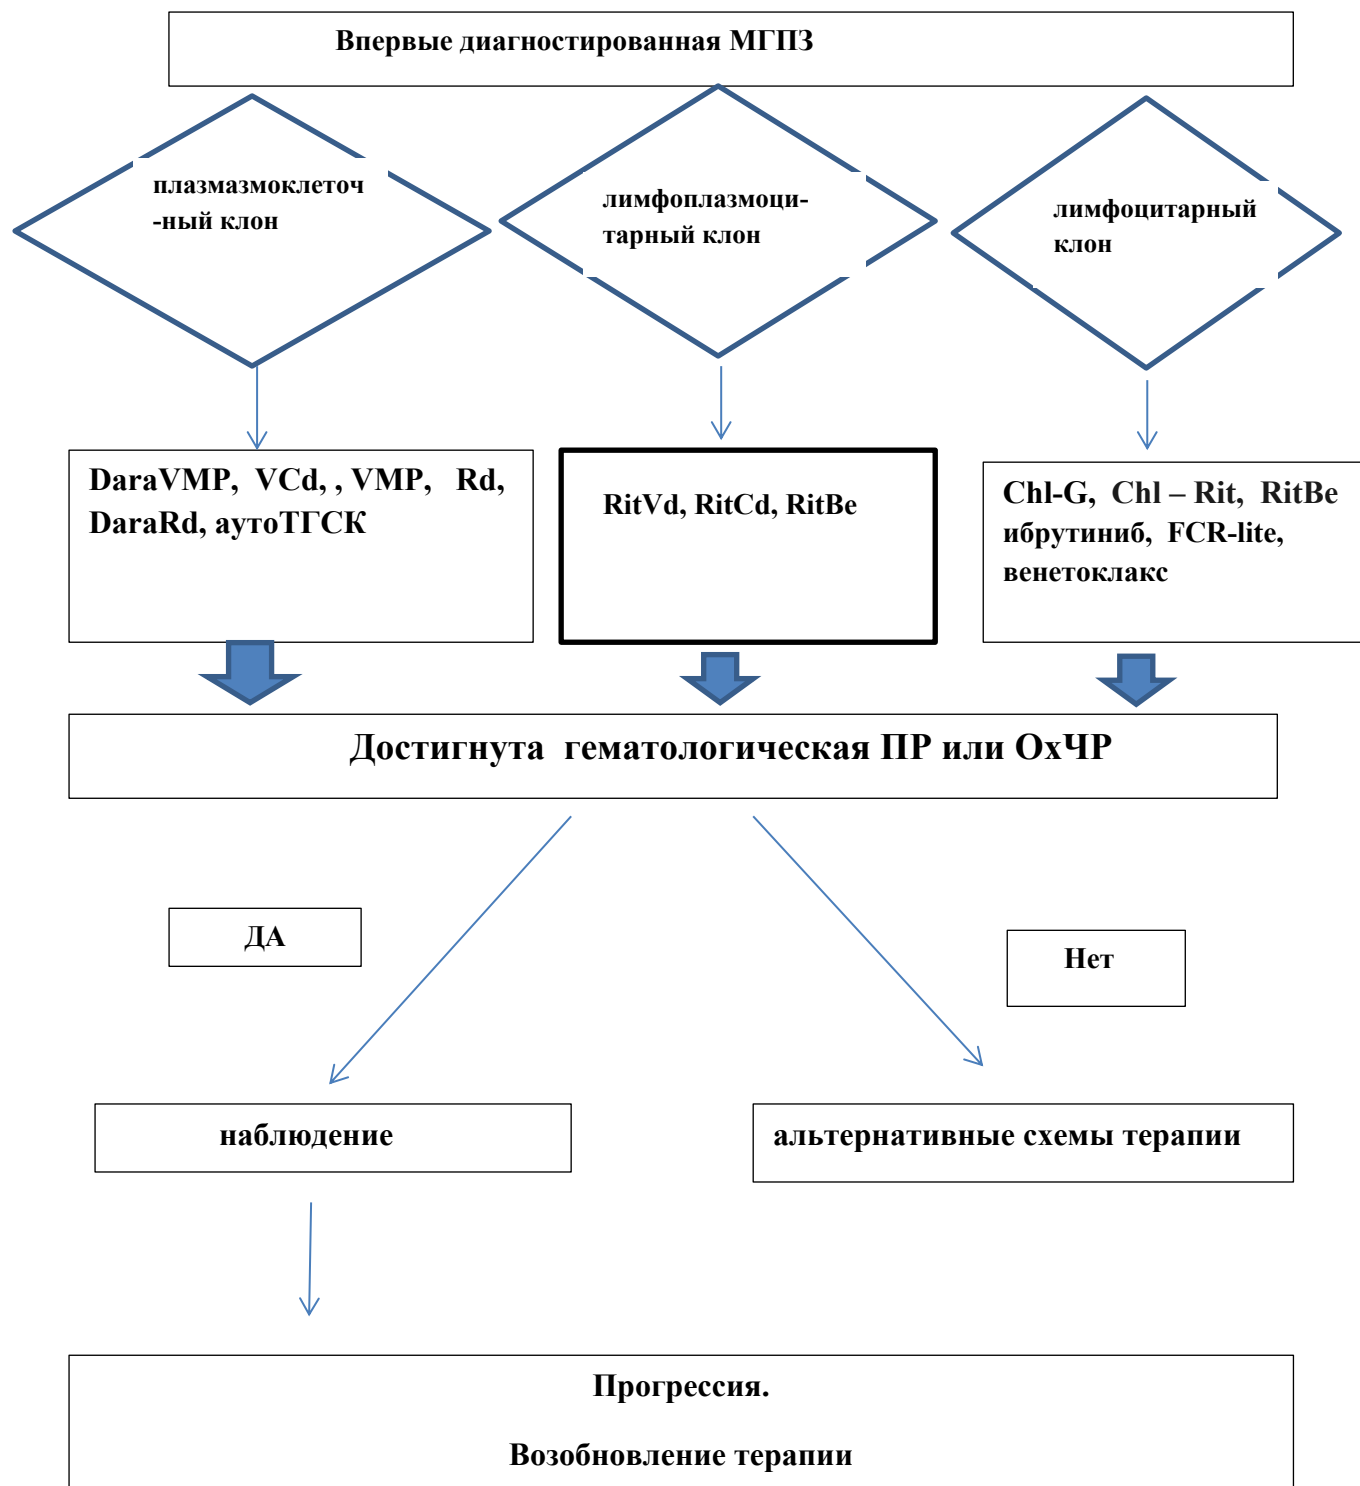 Впервые диагностированная МГПЗ
плазмазмоклеточ
-ный клон
лимфоплазмоци-
тарный клон
лимфоцитарный
клон
DaraVMP, VCd, , VMP, Rd,
DaraRd, аутоТГСК
RitVd, RitCd, RitBe
Chl-G, Chl – Rit, RitBe
ибрутиниб, FCR-lite,
венетоклакс
Достигнута гематологическая ПР или ОхЧР
ДА
Нет
наблюдение
альтернативные схемы терапии
Прогрессия.
Возобновление терапии